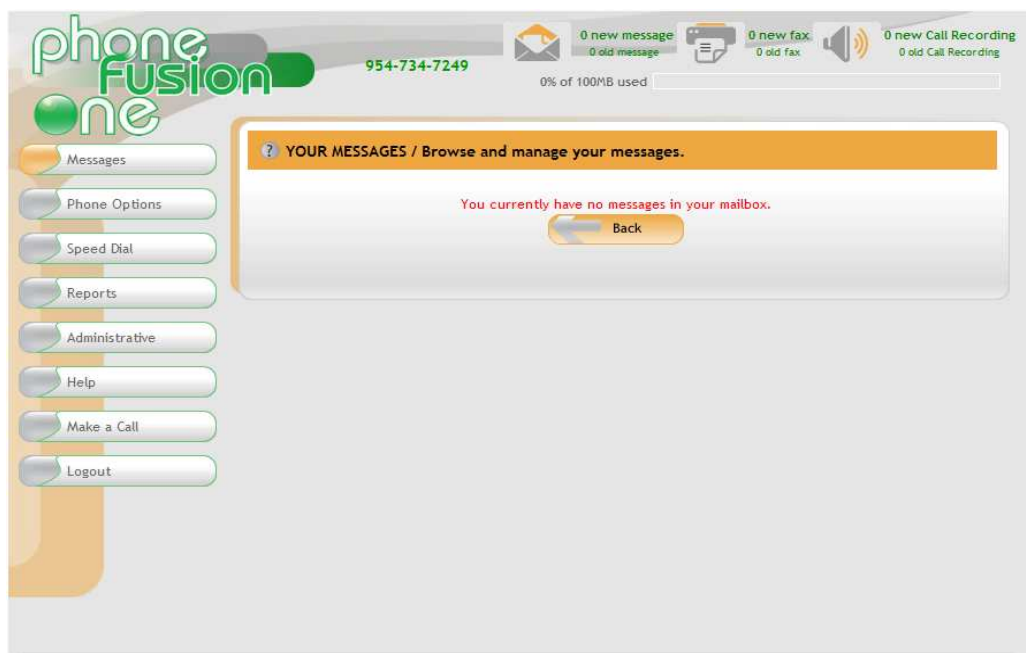 phone
FUSION
one
954-734-7249
0 new message
0 old message
0 new fax
0 old fax
0 new Call Recording
0 old Call Recording
0% of 100MB used
Messages
Phone Options
Speed Dial
Reports
Administrative
Help
Make a Call
Logout
? YOUR MESSAGES / Browse and manage your messages.
You currently have no messages in your mailbox.
Back